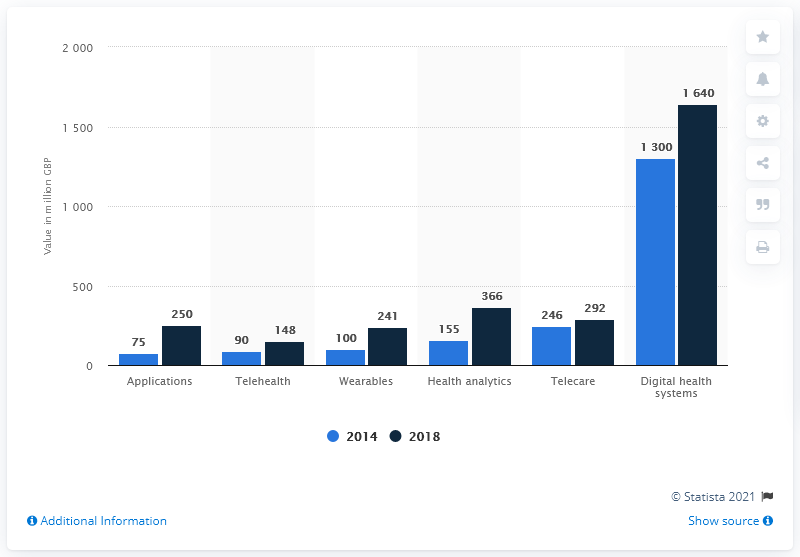 2 000
1 500
1 000
500
0
Value in million GBP
75
250
90
148
100
241
155
366
246
292
1 300
1 640
Applications
Telehealth
Wearables
Health analytics
Telecare
Digital health
systems
2014
2018
© Statista 2021
Additional Information
Show source